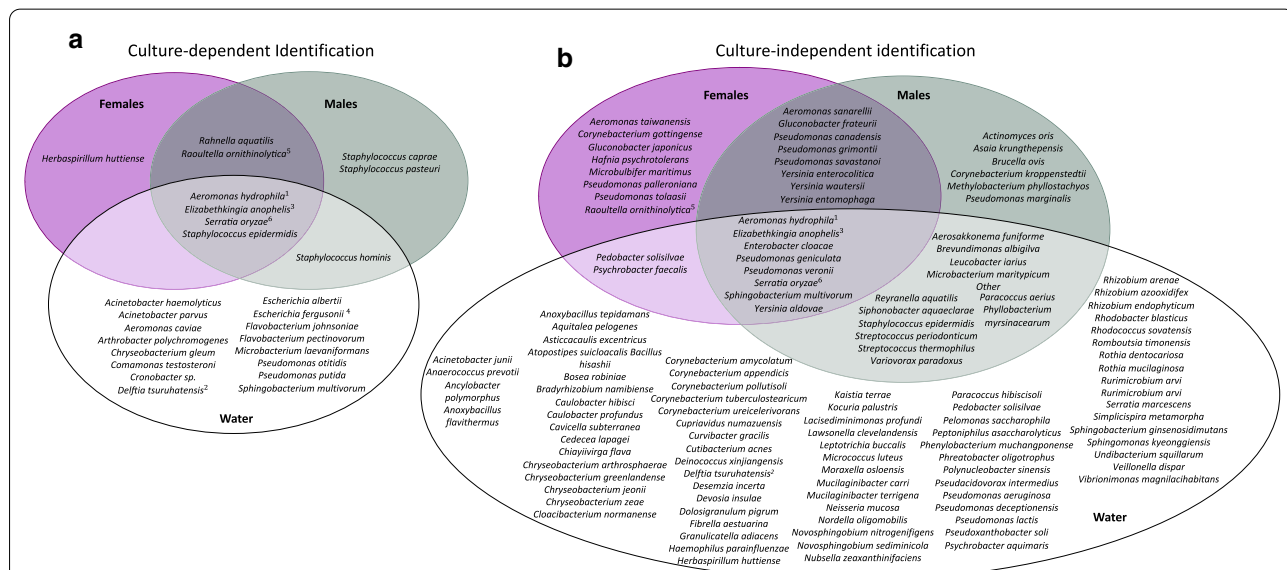 a
Culture-dependent Identification
Females
Males
Herbaspirillum huttiense
Rahnella aquatilis
Raoultella ornithinolytica⁵
Staphylococcus caprae
Staphylococcus pasteuri
Aeromonas hydrophila¹
Elizabethkingia anophelis³
Serratia oryzae⁶
Staphylococcus epidermidis
Staphylococcus hominis
Acinetobacter haemolyticus
Acinetobacter parvus
Aeromonas caviae
Arthrobacter polychromogenes
Chryseobacterium gleum
Comamonas testosteroni
Cronobacter sp.
Delftia tsuruhatensis²
Escherichia albertii
Escherichia fergusonii ⁴
Flavobacterium johnsoniae
Flavobacterium pectinovorum
Microbacterium laevaniformans
Pseudomonas otitidis
Pseudomonas putida
Sphingobacterium multivorum
Water
b
Culture-independent identification
Females
Males
Aeromonas taiwanensis
Corynebacterium gottingense
Gluconobacter japonicus
Hafnia psychrotolerans
Microbulbifer maritimus
Pseudomonas palleroniana
Pseudomonas tolaasii
Raoultella ornithinolytica⁵
Aeromonas sanarellii
Gluconobacter frateurii
Pseudomonas canadensis
Pseudomonas grimontii
Pseudomonas savastanoi
Yersinia enterocolitica
Yersinia wautersii
Yersinia entomophaga
Actinomyces oris
Asaia krungthepensis
Brucella ovis
Corynebacterium kroppenstedtii
Methylobacterium phyllostachyos
Pseudomonas marginalis
Pedobacter solisilvae
Psychrobacter faecalis
Aeromonas hydrophila¹
Elizabethkingia anophelis³
Enterobacter cloacae
Pseudomonas geniculata
Pseudomonas veronii
Serratia oryzae⁶
Sphingobacterium multivorum
Yersinia aldovae
Aerosakkonema funiforme
Brevundimonas albigilva
Leucobacter iarius
Microbacterium maritypicum
Other
Reyranella aquatilis
Siphonobacter aquaeclarae
Staphylococcus epidermidis
Streptococcus periodonticum
Streptococcus thermophilus
Variovorax paradoxus
Paracoccus aerius
Phyllobacterium
myrsinacearum
Acinetobacter junii
Anaerococcus prevotii
Ancylobacter
polymorphus
Anoxybacillus
flavithermus
Anoxybacillus tepidamans
Aquitalea pelogenes
Asticcacaulis excentricus
Atopostipes suicloacalis Bacillus
hisashii
Bosea robiniae
Bradyrhizobium namibiense
Caulobacter hibisci
Caulobacter profundus
Cavicella subterranea
Cedecea lapagei
Chiayiivirga flava
Chryseobacterium arthrosphaerae
Chryseobacterium greenlandense
Chryseobacterium jeonii
Chryseobacterium zeae
Cloacibacterium normanense
Corynebacterium amycolatum
Corynebacterium appendicis
Corynebacterium pollutisoli
Corynebacterium tuberculostearicum
Corynebacterium ureicelerivorans
Cupriavidus numazuensis
Curvibacter gracilis
Cutibacterium acnes
Deinococcus xinjiangensis
Delftia tsuruhatensis²
Desemzia incerta
Devosia insulae
Dolosigranulum pigrum
Fibrella aestuarina
Granulicatella adiacens
Haemophilus parainfluenzae
Herbaspirillum huttiense
Kaistia terrae
Kocuria palustris
Lacisediminimonas profundi
Lawsonella clevelandensis
Leptotrichia buccalis
Micrococcus luteus
Moraxella osloensis
Mucilaginibacter carri
Mucilaginibacter terrigena
Neisseria mucosa
Nordella oligomobilis
Novosphingobium nitrogenifigens
Novosphingobium sediminicola
Nubsella zeaxanthinifaciens
Paracoccus hibiscisoli
Pedobacter solisilvae
Pelomonas saccharophila
Peptoniphilus asaccharolyticus
Phenylobacterium muchangponense
Phreatobacter oligotrophus
Polynucleobacter sinensis
Pseudacidovorax intermedius
Pseudomonas aeruginosa
Pseudomonas deceptionensis
Pseudomonas lactis
Pseudoxanthobacter soli
Psychrobacter aquimaris
Rhizobium arenae
Rhizobium azooxidifex
Rhizobium endophyticum
Rhodobacter blasticus
Rhodococcus sovatensis
Romboutsia timonensis
Rothia dentocariosa
Rothia mucilaginosa
Rurimicrobium arvi
Rurimicrobium arvi
Serratia marcescens
Simplicispira metamorpha
Sphingobacterium ginsenosidimutans
Sphingomonas kyeonggiensis
Undibacterium squillarum
Veillonella dispar
Vibrionimonas magnilacihabitans
Water